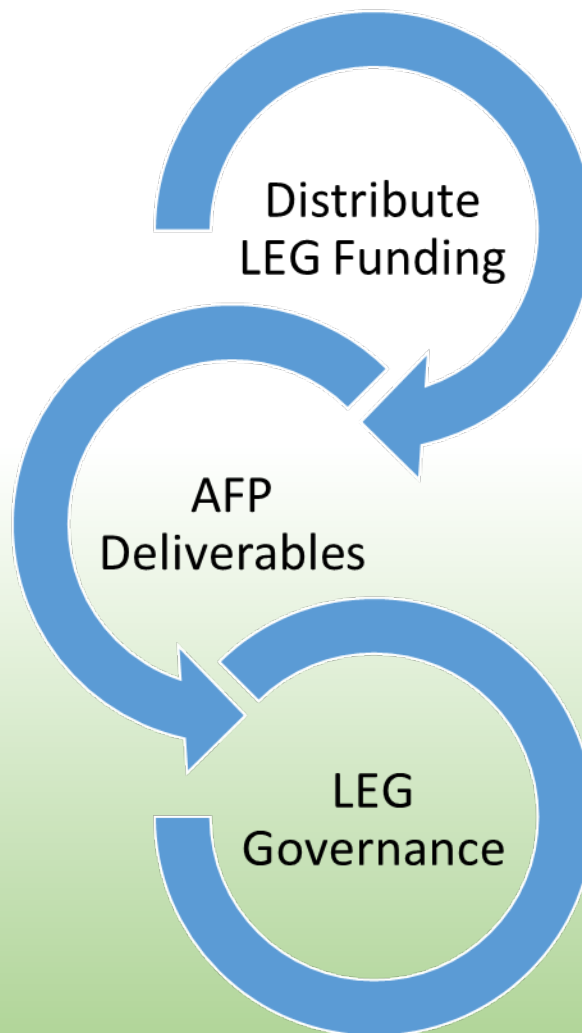 Distribute
LEG Funding
AFP
Deliverables
LEG
Governance